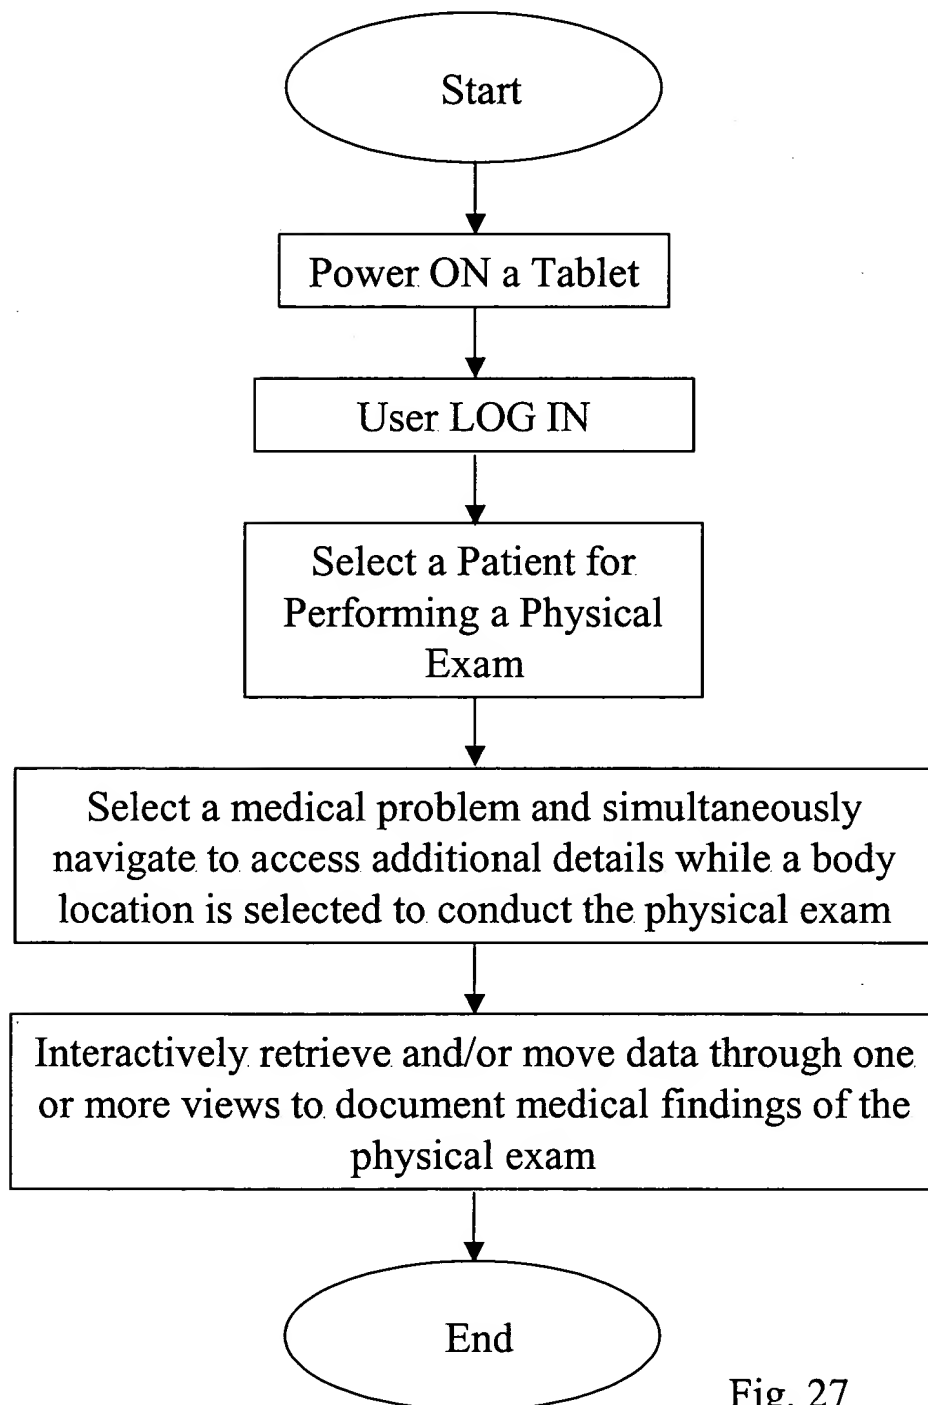 Start
Power ON a Tablet
User LOG IN
Select a Patient for
Performing a Physical
Exam
Select a medical problem and simultaneously
navigate to access additional details while a body
location is selected to conduct the physical exam
Interactively retrieve and/or move data through one
or more views to document medical findings of the
physical exam
End
Fig. 27